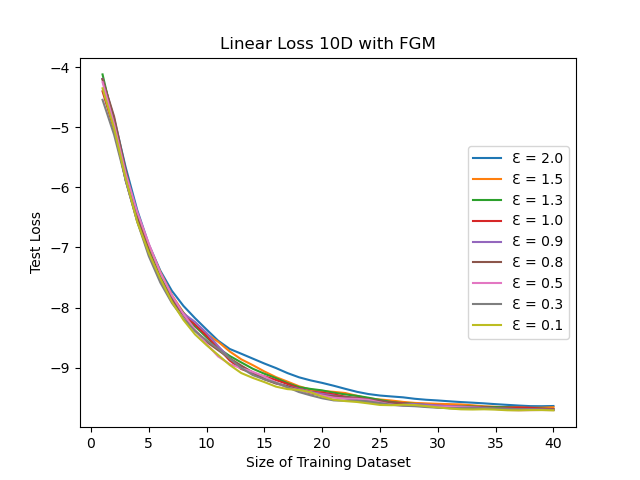 Linear Loss 10D with FGM
−4
−5
−6
−7
−8
−9
Test Loss
Ɛ = 2.0
Ɛ = 1.5
Ɛ = 1.3
Ɛ = 1.0
Ɛ = 0.9
Ɛ = 0.8
Ɛ = 0.5
Ɛ = 0.3
Ɛ = 0.1
0 5 10 15 20 25 30 35 40
Size of Training Dataset